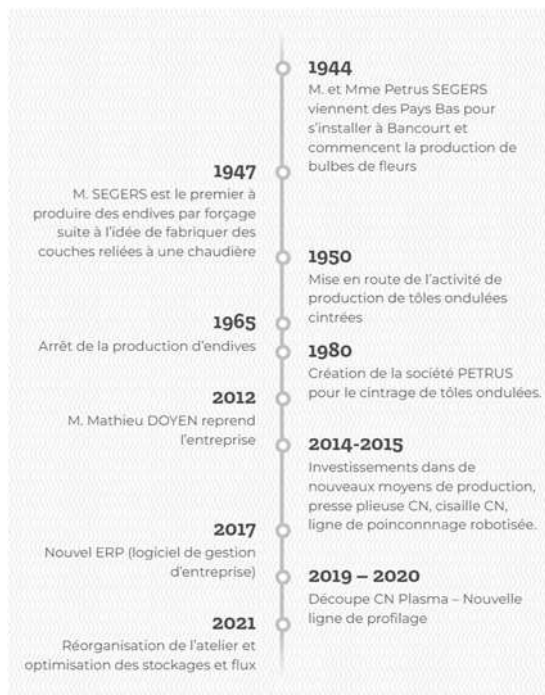 1944
M. et Mme Petrus SEGERS
viennent des Pays Bas pour
s'installer à Bancourt et
commencent la production de
bulbes de fleurs
1947
M. SEGERS est le premier à
produire des endives par forçage
suite à l'idée de fabriquer des
couches reliées à une chaudière
1950
Mise en route de l'activité de
production de tôles ondulées
cintrées
1965
Arrêt de la production d'endives
1980
Création de la société PETRUS
pour le cintrage de tôles ondulées.
2012
M. Mathieu DOYEN reprend
l'entreprise
2014-2015
Investissements dans de
nouveaux moyens de production,
presse plieuse CN, cisaille CN,
ligne de poinconnnage robotisée.
2017
Nouvel ERP (logiciel de gestion
d'entreprise)
2019 – 2020
Découpe CN Plasma – Nouvelle
ligne de profilage
2021
Réorganisation de l'atelier et
optimisation des stockages et flux